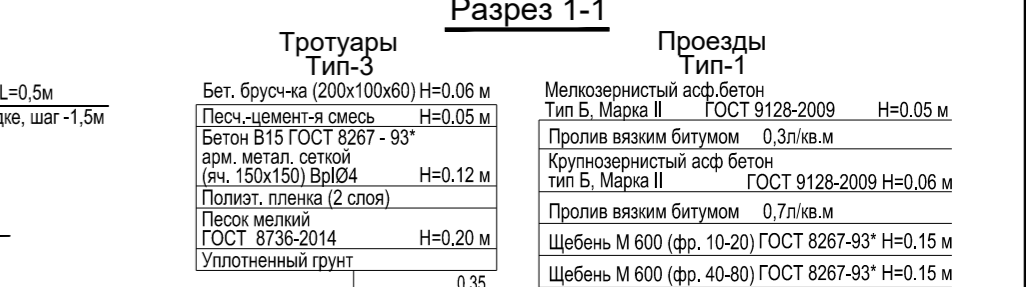 Разрез 1-1
L=0,5м
дке, шаг -1,5м
Тротуары
Тип-3
Бет. брусч-ка (200x100x60) Н=0.06 м
Песч.-цемент-я смесь Н=0.05 м
Бетон В15 ГОСТ 8267 - 93*
арм. метал. сеткой
(яч. 150x150) ВрIØ4 Н=0.12 м
Полиэт. пленка (2 слоя)
Песок мелкий
ГОСТ 8736-2014 Н=0.20 м
Уплотненный грунт
0.35
Проезды
Тип-1
Мелкозернистый асф.бетон
Тип Б, Марка II ГОСТ 9128-2009 Н=0.05 м
Пролив вязким битумом 0,3л/кв.м
Крупнозернистый асф бетон
тип Б, Марка II ГОСТ 9128-2009 Н=0.06 м
Пролив вязким битумом 0,7л/кв.м
Щебень М 600 (фр. 10-20) ГОСТ 8267-93* Н=0.15 м
Щебень М 600 (фр. 40-80) ГОСТ 8267-93* Н=0.15 м